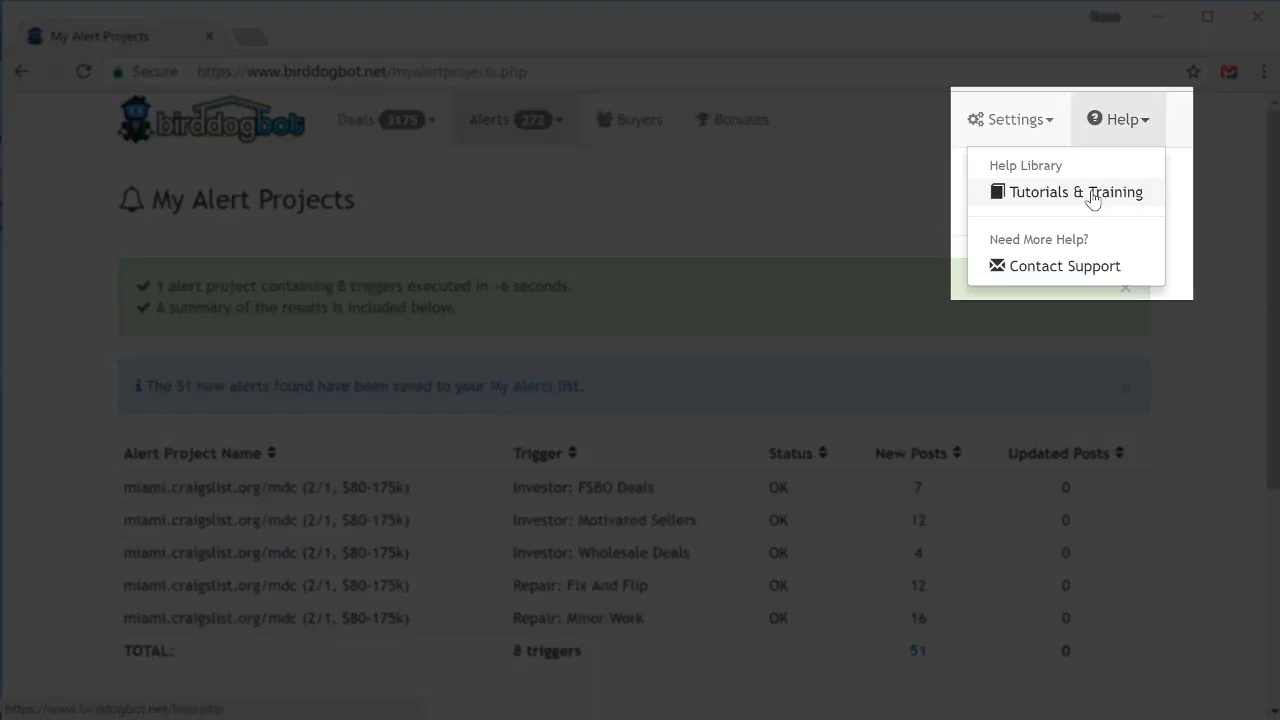 My Alert Projects
Secure https://www.birddogbot.net/myalertprojects.php
birddogbot Deals 3175 Alerts 272 Buyers Bonuses Settings Help
Help Library
Tutorials & Training
Need More Help?
Contact Support
My Alert Projects
1 alert project containing 8 triggers executed in ~6 seconds.
A summary of the results is included below.
The 51 new alerts found have been saved to your My Alerts list.
Alert Project Name Trigger Status New Posts Updated Posts
miami.craigslist.org/mdc (2/1, $80-175k) Investor: FSBO Deals OK 7 0
miami.craigslist.org/mdc (2/1, $80-175k) Investor: Motivated Sellers OK 12 0
miami.craigslist.org/mdc (2/1, $80-175k) Investor: Wholesale Deals OK 4 0
miami.craigslist.org/mdc (2/1, $80-175k) Repair: Fix And Flip OK 12 0
miami.craigslist.org/mdc (2/1, $80-175k) Repair: Minor Work OK 16 0
TOTAL: 8 triggers 51 0
https://www.birddogbot.net/help.php